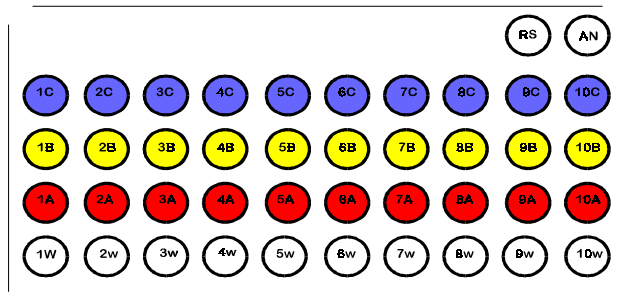 RS AN
1C 2C 3C 4C 5C 6C 7C 8C 9C 10C
1B 2B 3B 4B 5B 6B 7B 8B 9B 10B
1A 2A 3A 4A 5A 6A 7A 8A 9A 10A
1W 2w 3w 4w 5w 6w 7w 8w 9w 10w